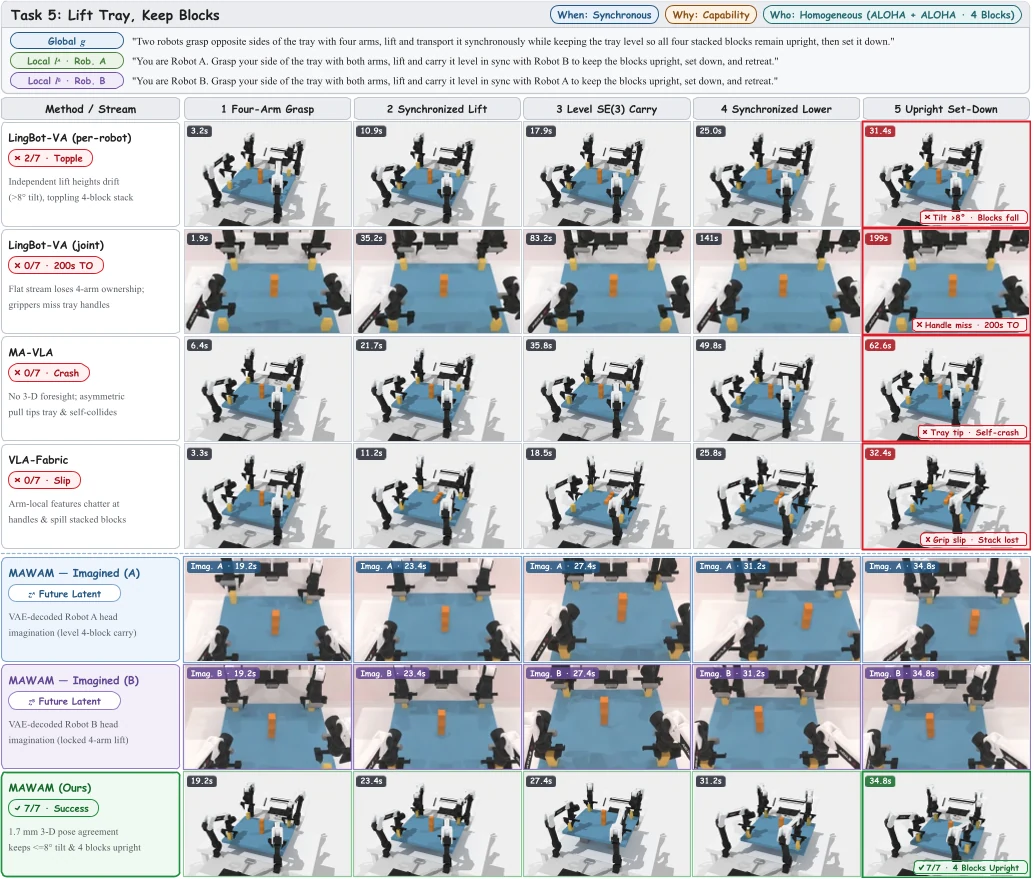 Task 5: Lift Tray, Keep Blocks
When: Synchronous
Why: Capability
Who: Homogeneous (ALOHA + ALOHA · 4 Blocks)
Global g
"Two robots grasp opposite sides of the tray with four arms, lift and transport it synchronously while keeping the tray level so all four stacked blocks remain upright, then set it down."
Local · Rob. A
"You are Robot A. Grasp your side of the tray with both arms, lift and carry it level in sync with Robot B to keep the blocks upright, set down, and retreat."
Local · Rob. B
"You are Robot B. Grasp your side of the tray with both arms, lift and carry it level in sync with Robot A to keep the blocks upright, set down, and retreat."
Method / Stream
1 Four-Arm Grasp
2 Synchronized Lift
3 Level SE(3) Carry
4 Synchronized Lower
5 Upright Set-Down
LingBot-VA (per-robot)
× 2/7 · Topple
Independent lift heights drift
(>8° tilt), toppling 4-block stack
3.2s
10.9s
17.9s
25.0s
31.4s
× Tilt >8° · Blocks fall
LingBot-VA (joint)
× 0/7 · 200s TO
Flat stream loses 4-arm ownership;
grippers miss tray handles
1.9s
35.2s
83.2s
141s
199s
× Handle miss · 200s TO
MA-VLA
× 0/7 · Crash
No 3-D foresight; asymmetric
pull tips tray & self-collides
6.4s
21.7s
35.8s
49.8s
62.6s
× Tray tip · Self-crash
VLA-Fabric
× 0/7 · Slip
Arm-local features chatter at
handles & spill stacked blocks
3.3s
11.2s
18.5s
25.8s
32.4s
× Grip slip · Stack lost
MAWAM — Imagined (A)
Future Latent
VAE-decoded Robot A head
imagination (level 4-block carry)
Imag. A · 19.2s
Imag. A · 23.4s
Imag. A · 27.4s
Imag. A · 31.2s
Imag. A · 34.8s
MAWAM — Imagined (B)
Future Latent
VAE-decoded Robot B head
imagination (locked 4-arm lift)
Imag. B · 19.2s
Imag. B · 23.4s
Imag. B · 27.4s
Imag. B · 31.2s
Imag. B · 34.8s
MAWAM (Ours)
✓ 7/7 · Success
1.7 mm 3-D pose agreement
keeps <=8° tilt & 4 blocks upright
19.2s
23.4s
27.4s
31.2s
34.8s
✓ 7/7 · 4 Blocks Upright